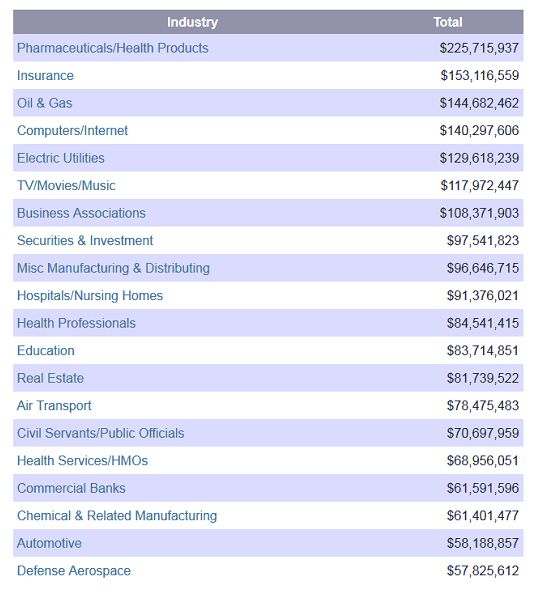 Industry Total
Pharmaceuticals/Health Products $225,715,937
Insurance $153,116,559
Oil & Gas $144,682,462
Computers/Internet $140,297,606
Electric Utilities $129,618,239
TV/Movies/Music $117,972,447
Business Associations $108,371,903
Securities & Investment $97,541,823
Misc Manufacturing & Distributing $96,646,715
Hospitals/Nursing Homes $91,376,021
Health Professionals $84,541,415
Education $83,714,851
Real Estate $81,739,522
Air Transport $78,475,483
Civil Servants/Public Officials $70,697,959
Health Services/HMOs $68,956,051
Commercial Banks $61,591,596
Chemical & Related Manufacturing $61,401,477
Automotive $58,188,857
Defense Aerospace $57,825,612